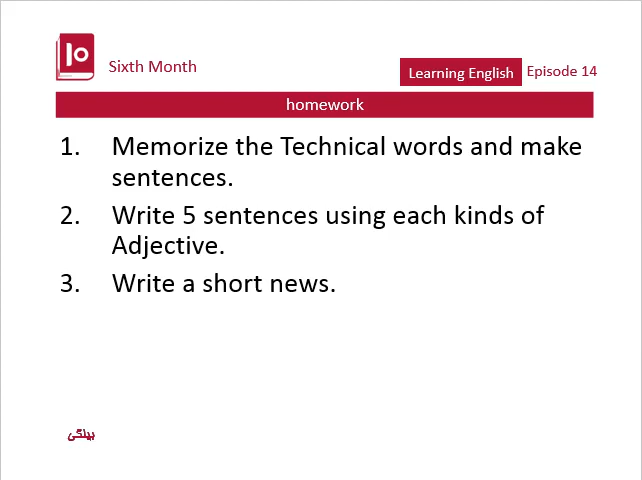 Sixth Month
Learning English
Episode 14
homework
1. Memorize the Technical words and make
sentences.
2. Write 5 sentences using each kinds of
Adjective.
3. Write a short news.
بېلګې